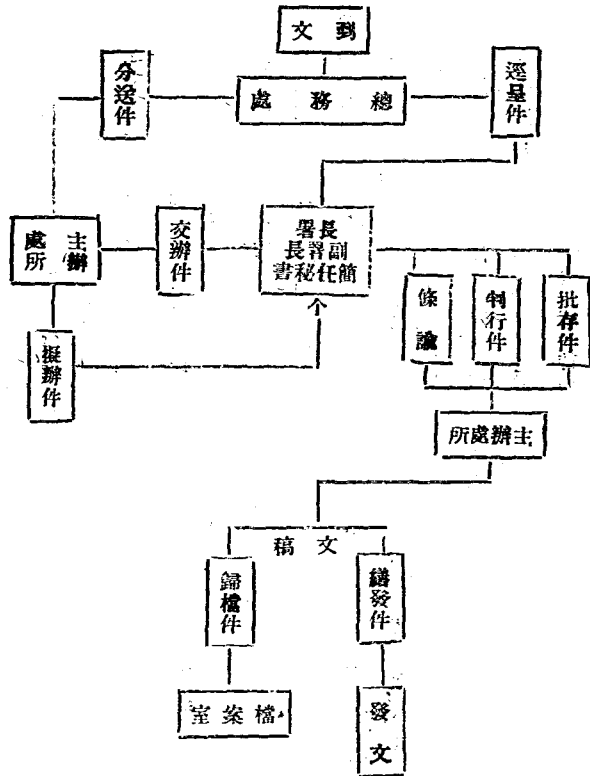 到文
總務處
逕呈件
分送件
署長
副署長
簡任秘書
交辦件
主辦
處所
擬辦件
批存件
判行件
條諭
主辦處所
文稿
繕發件
歸檔件
發文
檔案室